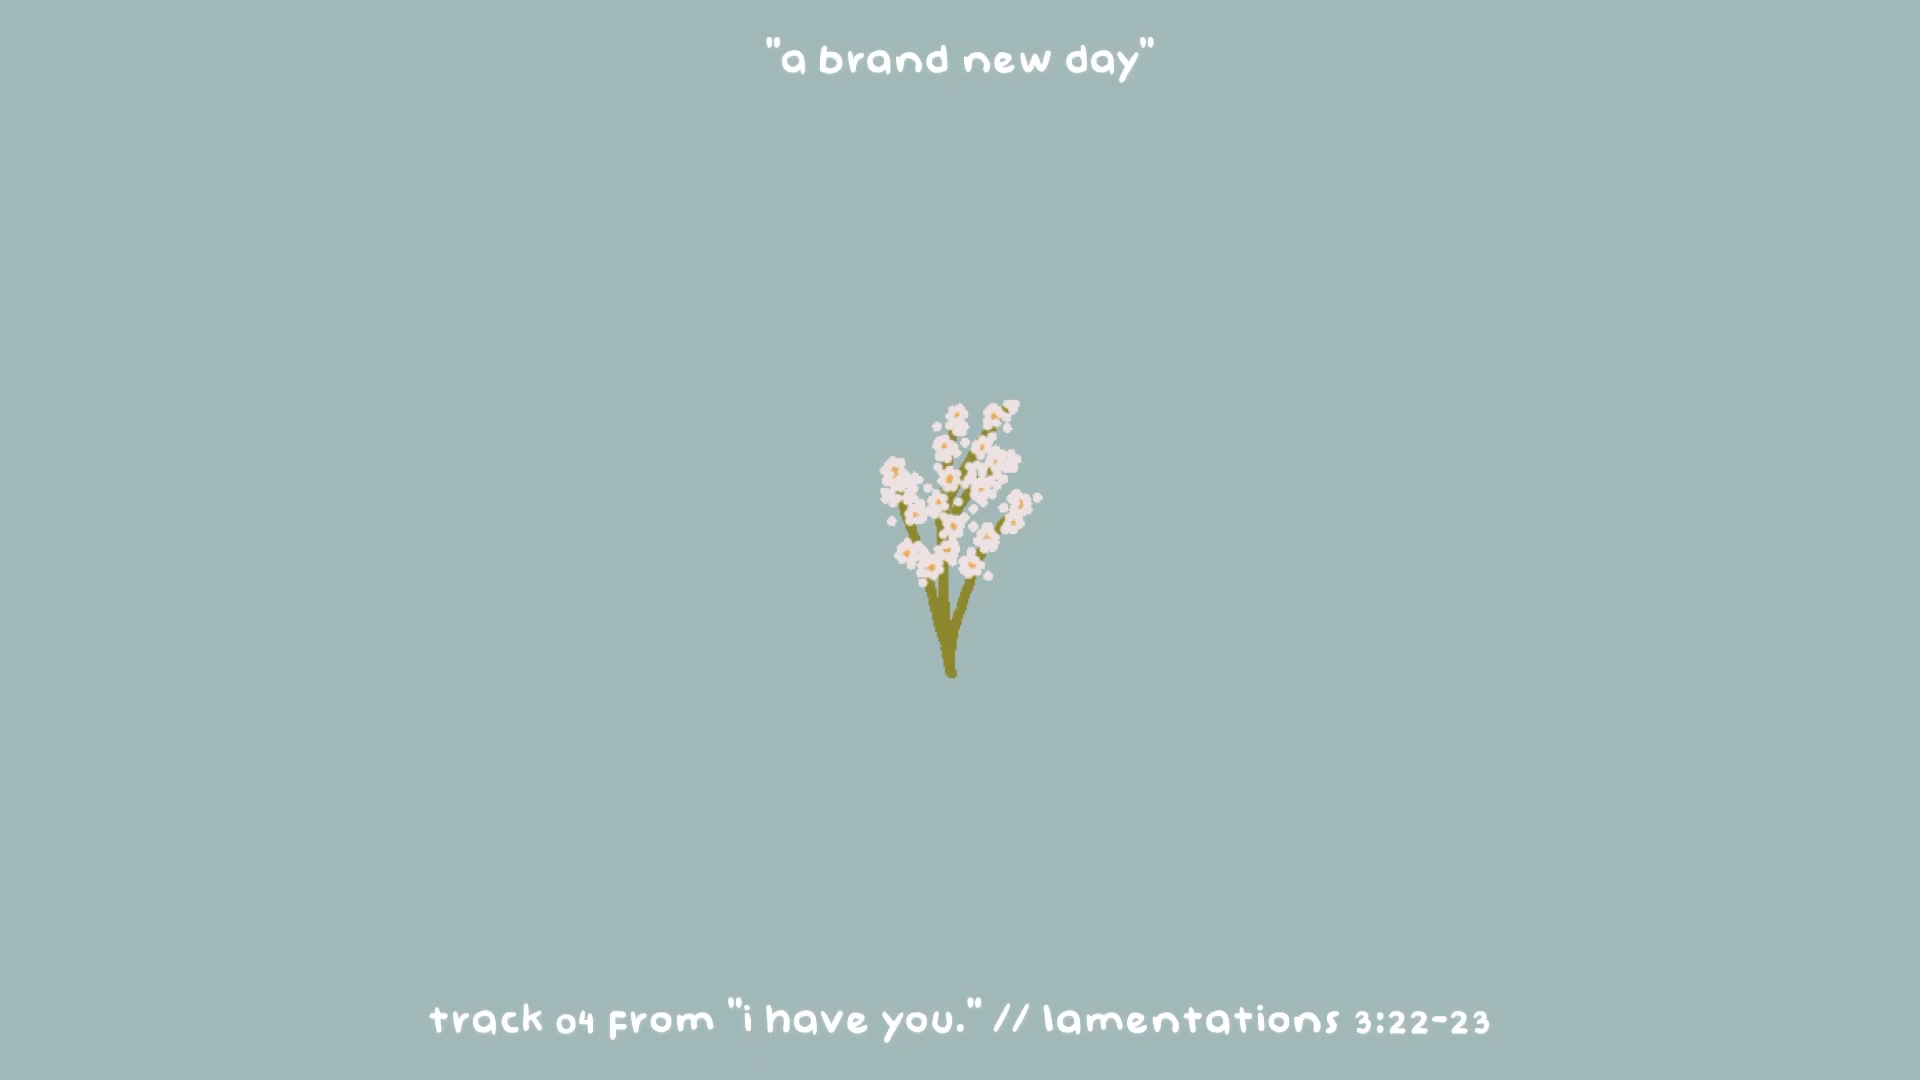 "a brand new day"
track 04 from "i have you." // lamentations 3:22-23